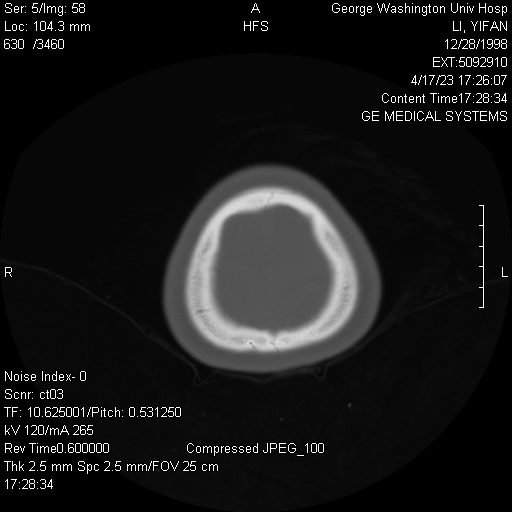 Ser: 5/Img: 58
Loc: 104.3 mm
630 /3460
A
HFS
George Washington Univ Hosp
LI, YIFAN
12/28/1998
EXT:5092910
4/17/23 17:26:07
Content Time17:28:34
GE MEDICAL SYSTEMS
R
L
Noise Index- 0
Scnr: ct03
TF: 10.625001/Pitch: 0.531250
kV 120/mA 265
Rev Time0.600000
Compressed JPEG_100
Thk 2.5 mm Spc 2.5 mm/FOV 25 cm
17:28:34